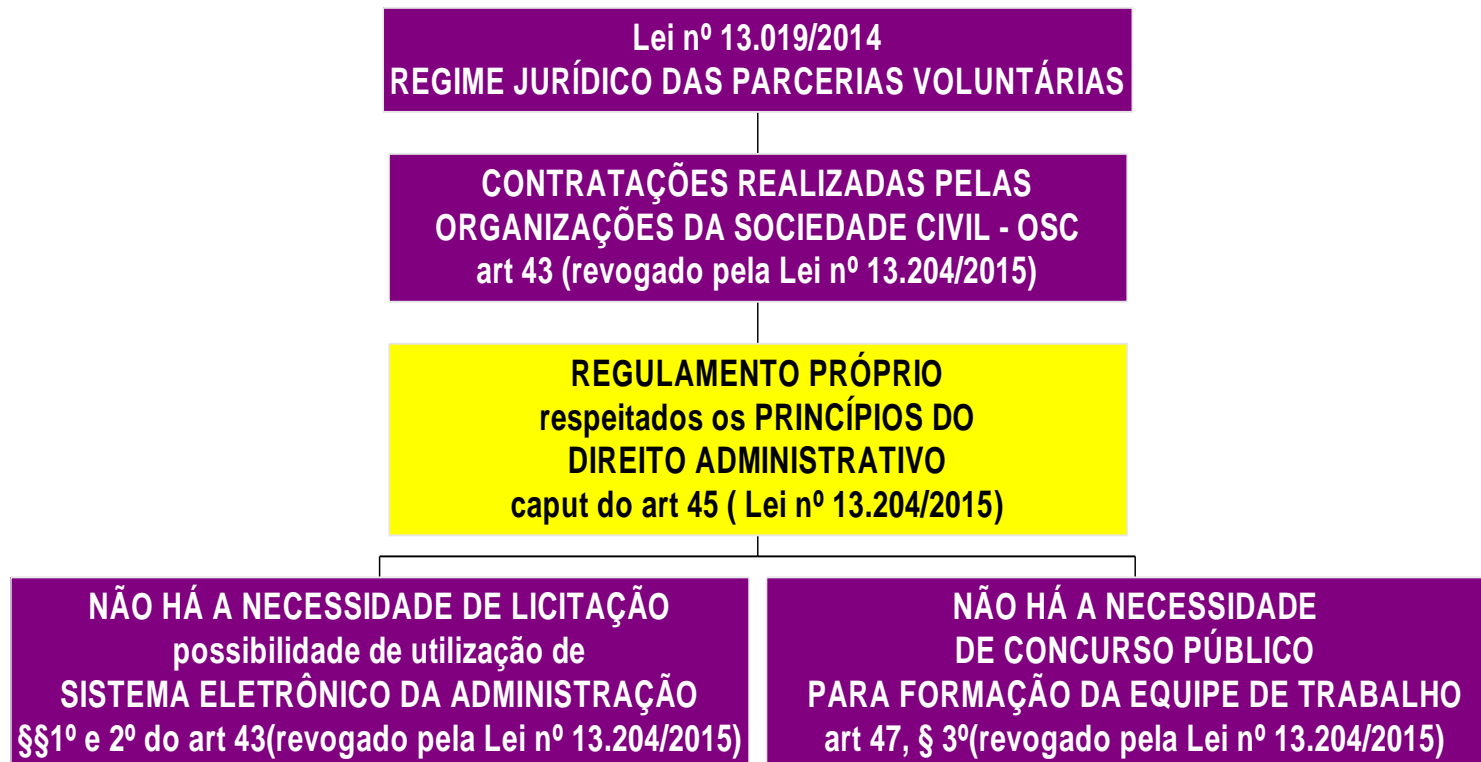 Lei nº 13.019/2014
REGIME JURÍDICO DAS PARCERIAS VOLUNTÁRIAS
CONTRATAÇÕES REALIZADAS PELAS
ORGANIZAÇÕES DA SOCIEDADE CIVIL - OSC
art 43 (revogado pela Lei nº 13.204/2015)
REGULAMENTO PRÓPRIO
respeitados os PRINCÍPIOS DO
DIREITO ADMINISTRATIVO
caput do art 45 ( Lei nº 13.204/2015)
NÃO HÁ A NECESSIDADE DE LICITAÇÃO
possibilidade de utilização de
SISTEMA ELETRÔNICO DA ADMINISTRAÇÃO
§§1º e 2º do art 43(revogado pela Lei nº 13.204/2015)
NÃO HÁ A NECESSIDADE
DE CONCURSO PÚBLICO
PARA FORMAÇÃO DA EQUIPE DE TRABALHO
art 47, § 3º(revogado pela Lei nº 13.204/2015)